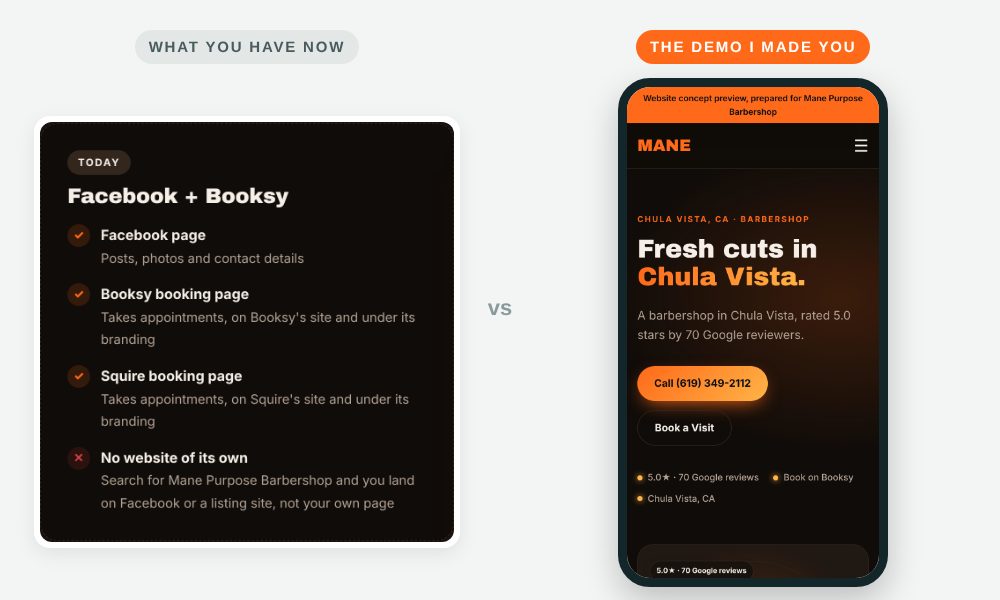 WHAT YOU HAVE NOW
TODAY
Facebook + Booksy
Facebook page
Posts, photos and contact details
Booksy booking page
Takes appointments, on Booksy's site and under its
branding
Squire booking page
Takes appointments, on Squire's site and under its
branding
No website of its own
Search for Mane Purpose Barbershop and you land
on Facebook or a listing site, not your own page
vs
THE DEMO I MADE YOU
Website concept preview, prepared for Mane Purpose
Barbershop
MANE
CHULA VISTA, CA · BARBERSHOP
Fresh cuts in
Chula Vista.
A barbershop in Chula Vista, rated 5.0
stars by 70 Google reviewers.
Call (619) 349-2112
Book a Visit
5.0★ · 70 Google reviews
Book on Booksy
Chula Vista, CA
5.0★ · 70 Google reviews